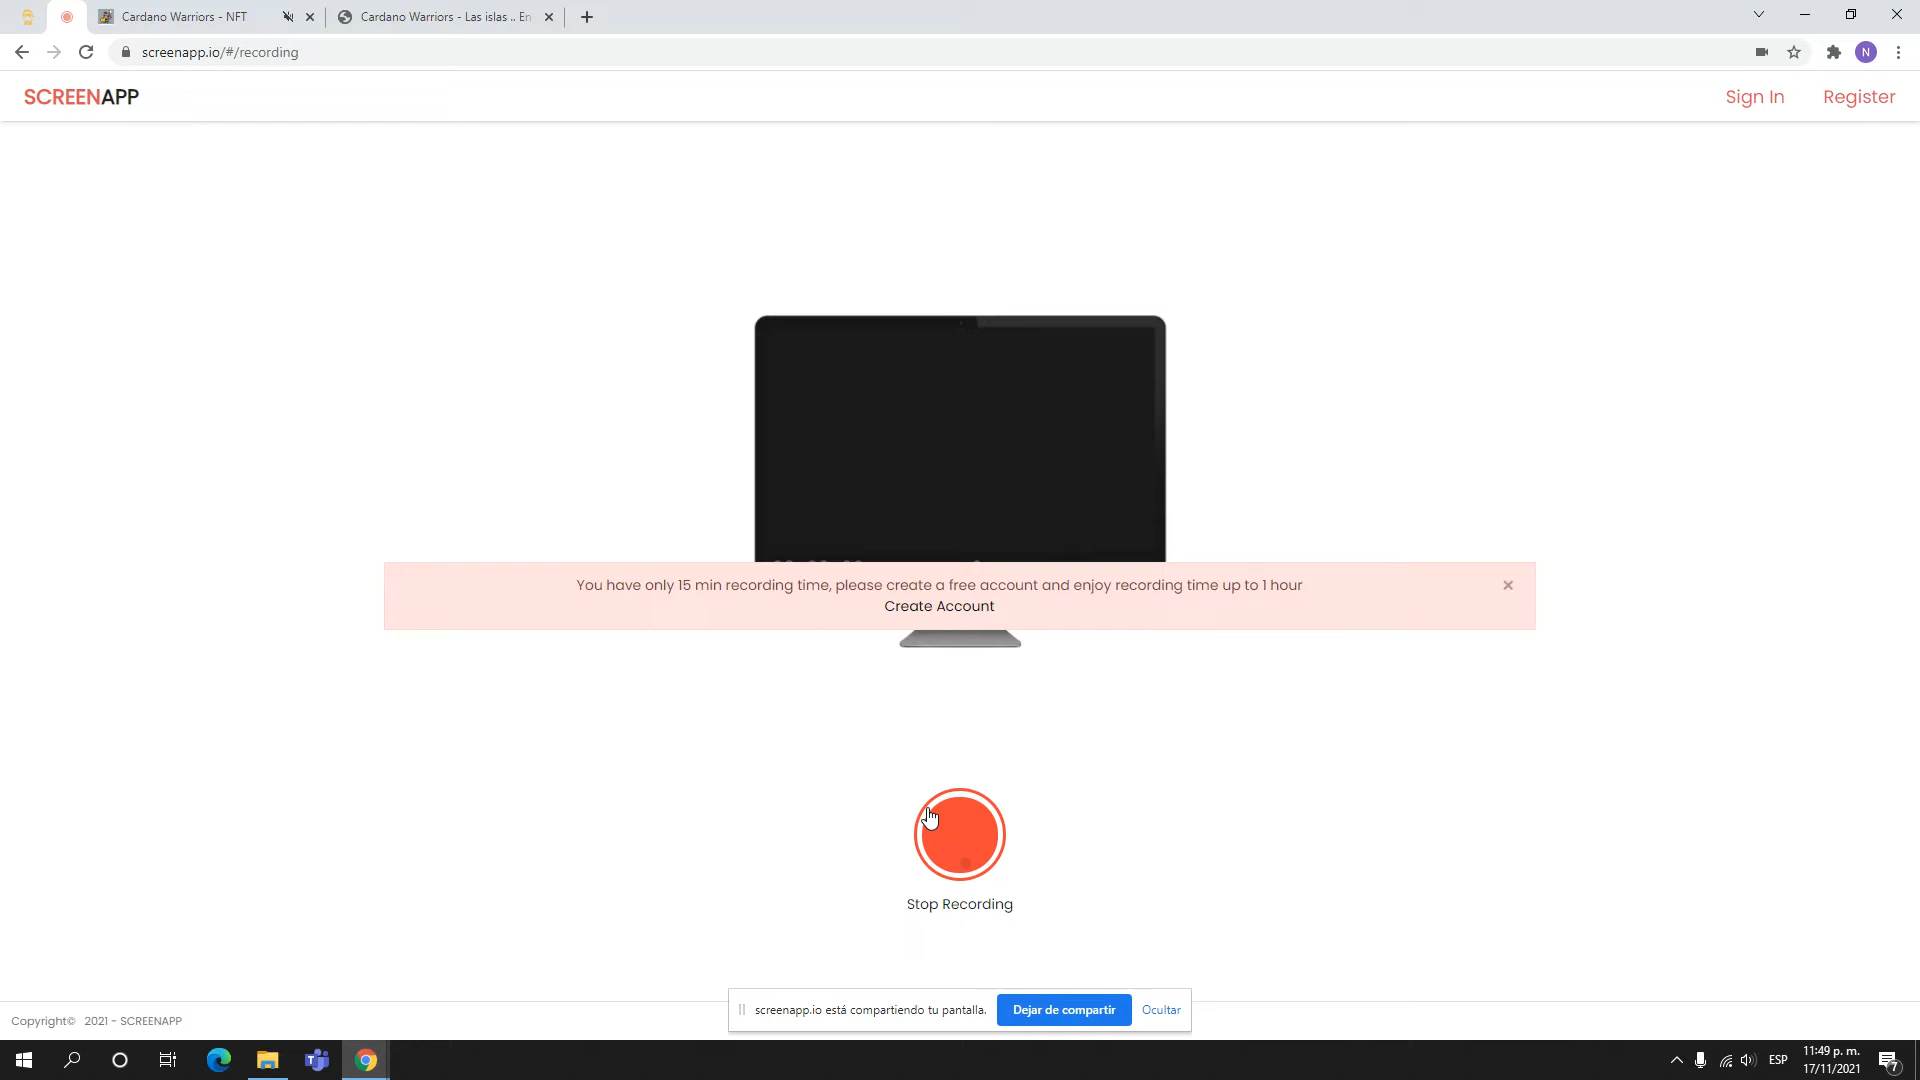 Cardano Warriors - NFT
Cardano Warriors - Las islas .. En
screenapp.io/#/recording
N
SCREENAPP
Sign In
Register
You have only 15 min recording time, please create a free account and enjoy recording time up to 1 hour
Create Account
Stop Recording
screenapp.io está compartiendo tu pantalla.
Dejar de compartir
Ocultar
Copyright© 2021 - SCREENAPP
ESP
11:49 p. m.
17/11/2021
7